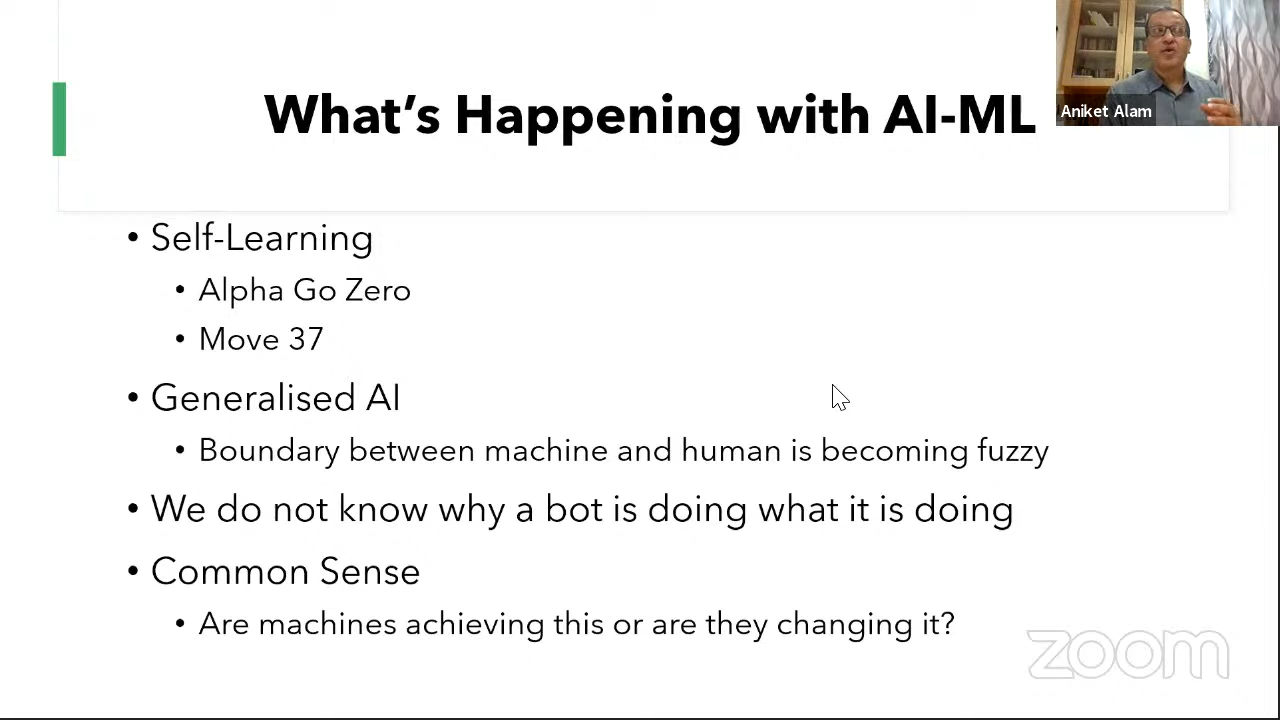 What's Happening with AI-ML
Aniket Alam
• Self-Learning
• Alpha Go Zero
• Move 37
• Generalised AI
• Boundary between machine and human is becoming fuzzy
• We do not know why a bot is doing what it is doing
• Common Sense
• Are machines achieving this or are they changing it?
zoom